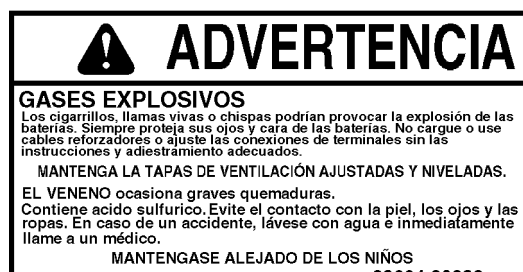 ADVERTENCIA
GASES EXPLOSIVOS
Los cigarrillos, llamas vivas o chispas podrían provocar la explosión de las
baterías. Siempre proteja sus ojos y cara de las baterías. No cargue o use
cables reforzadores o ajuste las conexiones de terminales sin las
instrucciones y adiestramiento adecuados.
MANTENGA LA TAPAS DE VENTILACIÓN AJUSTADAS Y NIVELADAS.
EL VENENO ocasiona graves quemaduras.
Contiene acido sulfurico. Evite el contacto con la piel, los ojos y las
ropas. En caso de un accidente, lávese con agua e inmediatamente
llame a un médico.
MANTENGASE ALEJADO DE LOS NIÑOS